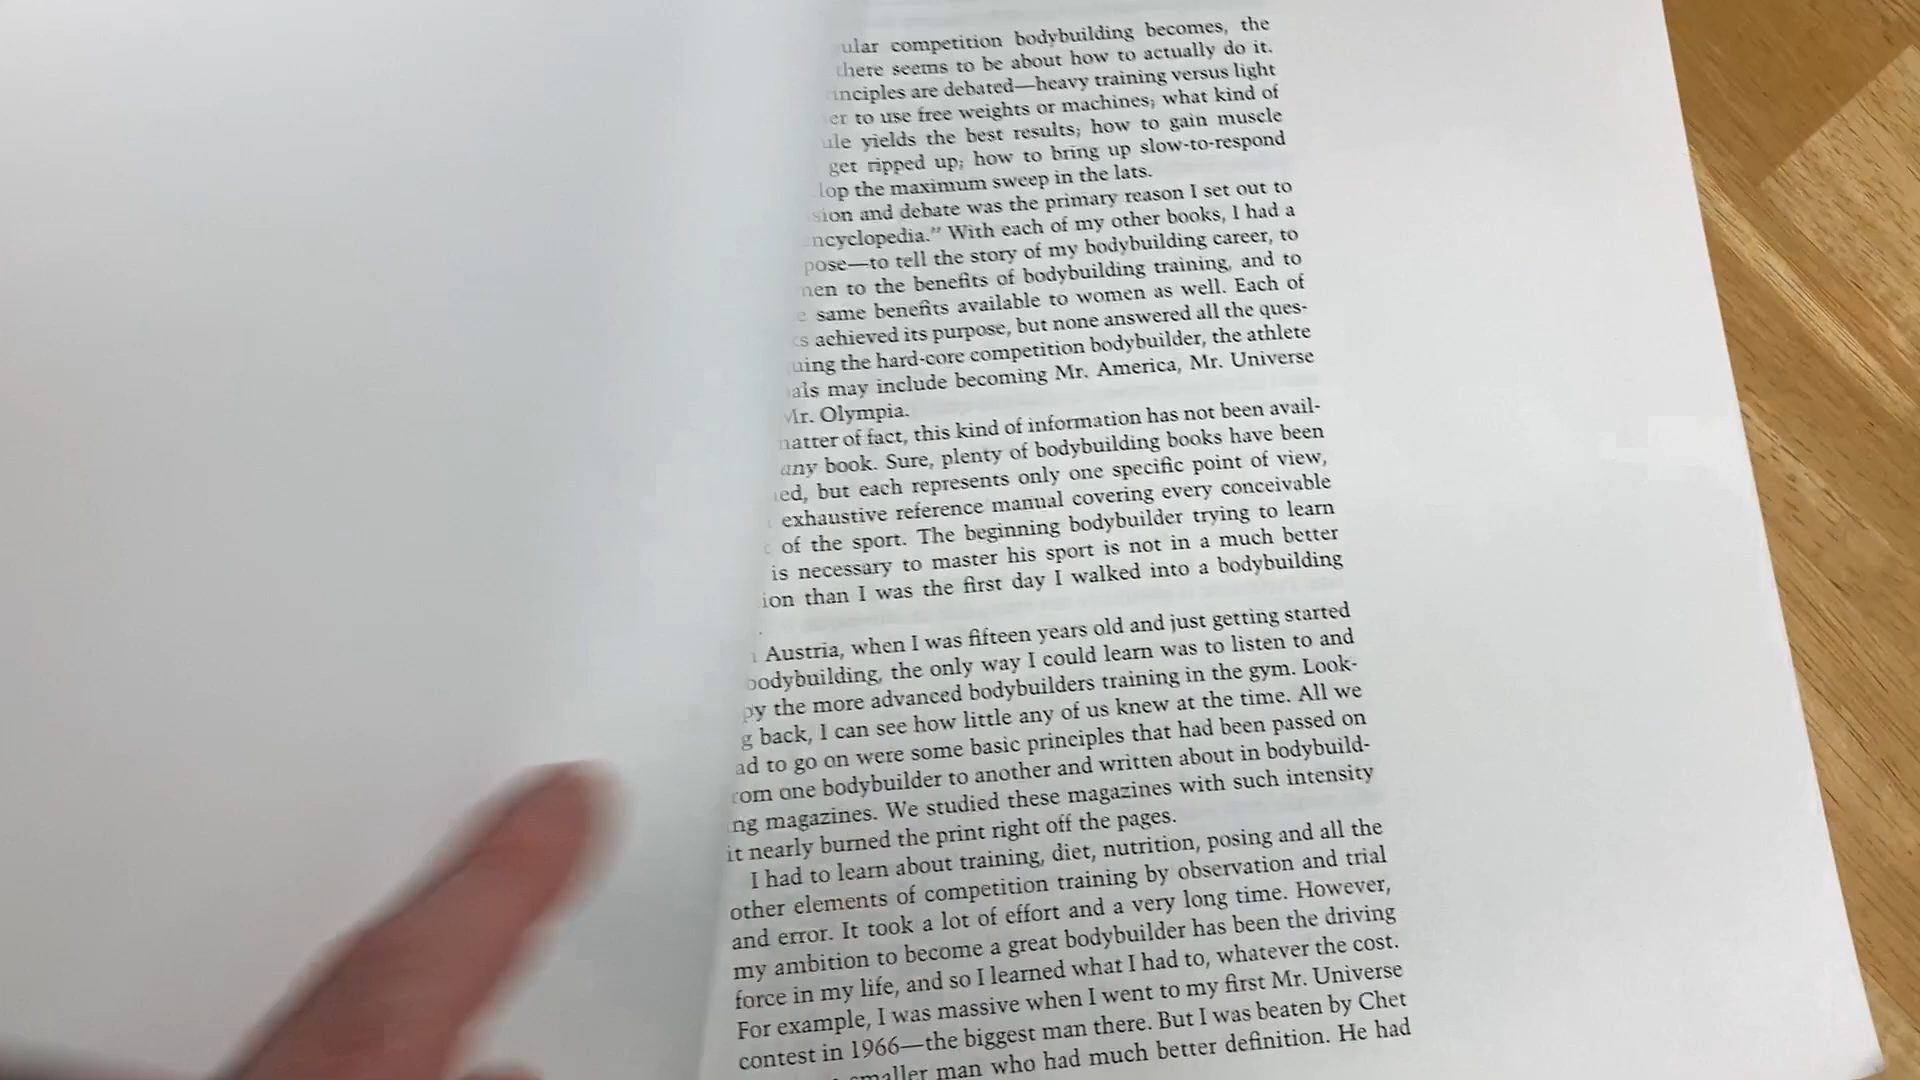 competition bodybuilding becomes, the
there seems to be about how to actually do it.
are debated—heavy training versus light
to use free weights or machines; what kind of
yields the best results; how to gain muscle
get ripped up; how to bring up slow-to-respond
the maximum sweep in the lats.
and debate was the primary reason I set out to
ncyclopedia.” With each of my other books, I had a
pose—to tell the story of my bodybuilding career, to
to the benefits of bodybuilding training, and to
same benefits available to women as well. Each of
achieved its purpose, but none answered all the ques-
the hard-core competition bodybuilder, the athlete
may include becoming Mr. America, Mr. Universe
Mr. Olympia.
matter of fact, this kind of information has not been avail-
any book. Sure, plenty of bodybuilding books have been
ed, but each represents only one specific point of view,
exhaustive reference manual covering every conceivable
of the sport. The beginning bodybuilder trying to learn
is necessary to master his sport is not in a much better
ion than I was the first day I walked into a bodybuilding
Austria, when I was fifteen years old and just getting started
bodybuilding, the only way I could learn was to listen to and
py the more advanced bodybuilders training in the gym. Look-
g back, I can see how little any of us knew at the time. All we
ad to go on were some basic principles that had been passed on
rom one bodybuilder to another and written about in bodybuild-
ng magazines. We studied these magazines with such intensity
it nearly burned the print right off the pages.
I had to learn about training, diet, nutrition, posing and all the
other elements of competition training by observation and trial
and error. It took a lot of effort and a very long time. However,
my ambition to become a great bodybuilder has been the driving
force in my life, and so I learned what I had to, whatever the cost.
For example, I was massive when I went to my first Mr. Universe
contest in 1966—the biggest man there. But I was beaten by Chet
smaller man who had much better definition. He had